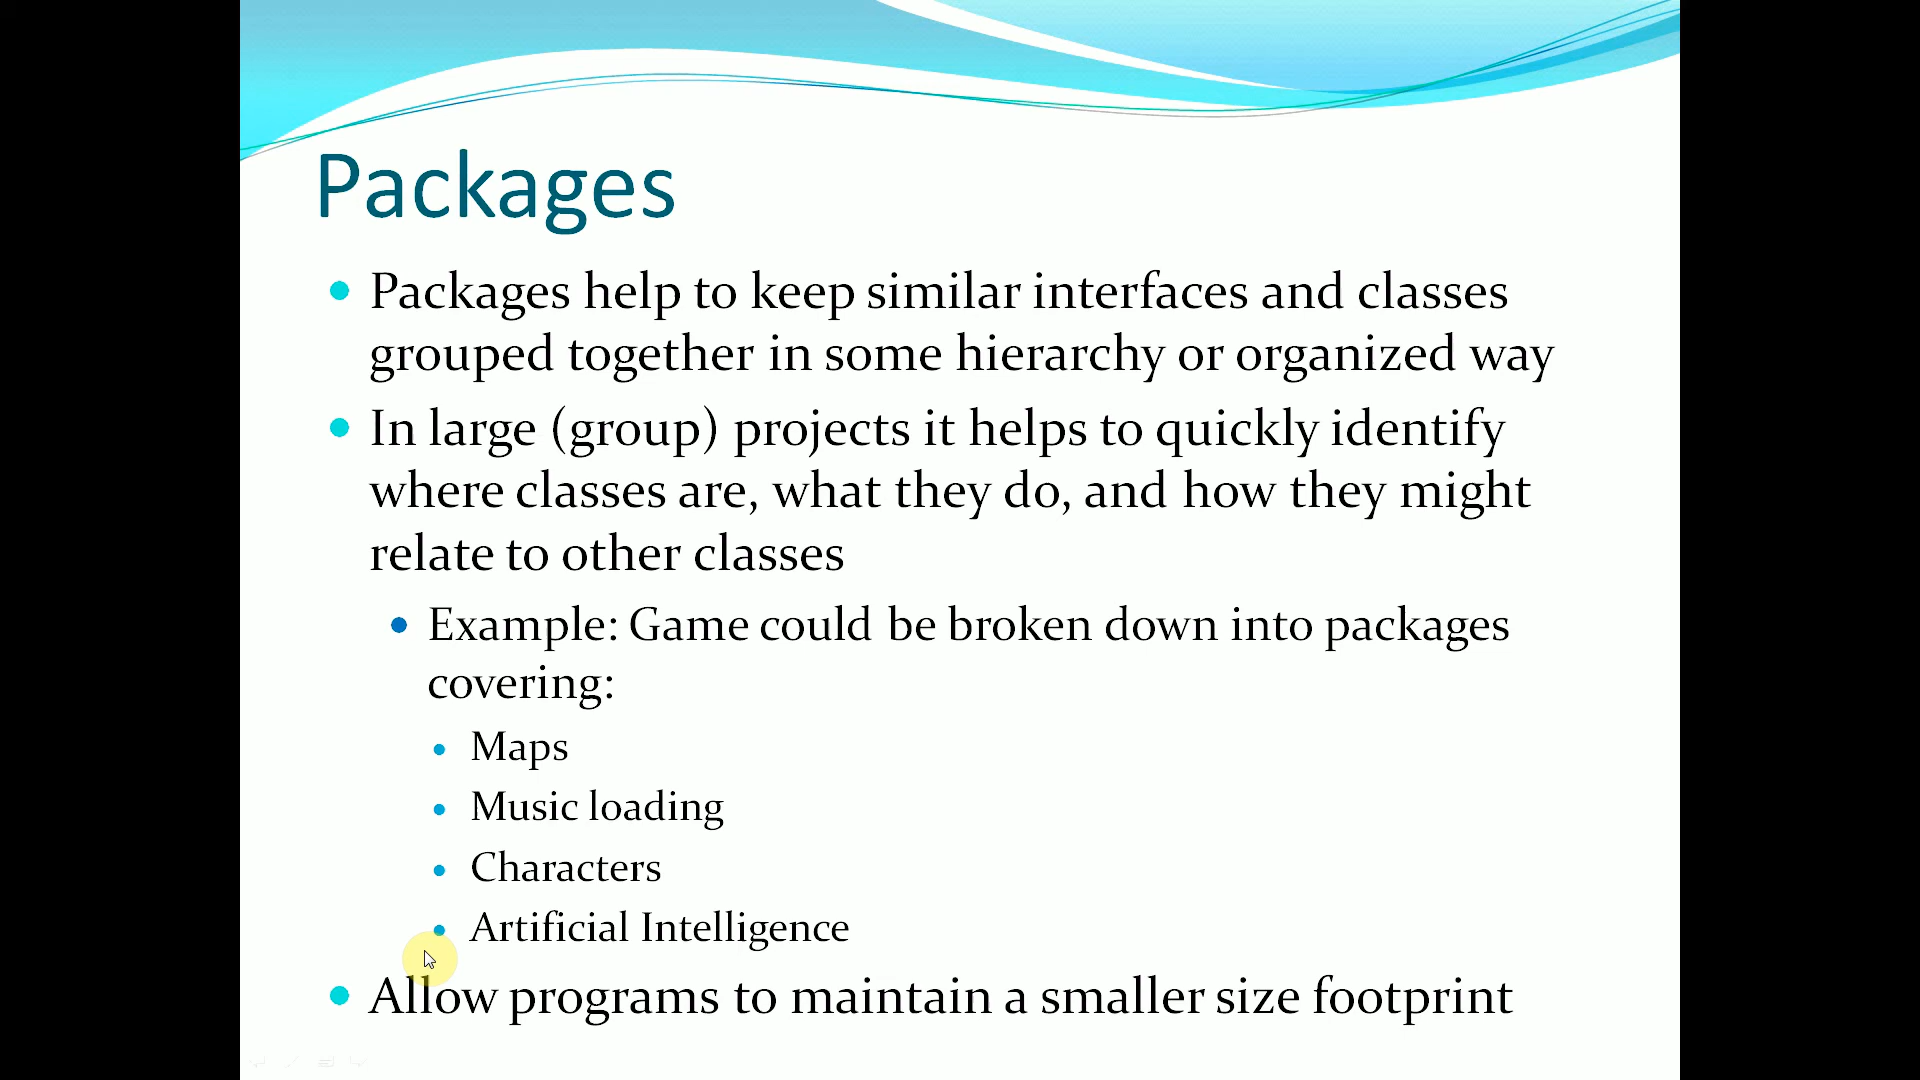 Packages
Packages help to keep similar interfaces and classes
grouped together in some hierarchy or organized way
In large (group) projects it helps to quickly identify
where classes are, what they do, and how they might
relate to other classes
Example: Game could be broken down into packages
covering:
Maps
Music loading
Characters
Artificial Intelligence
Allow programs to maintain a smaller size footprint